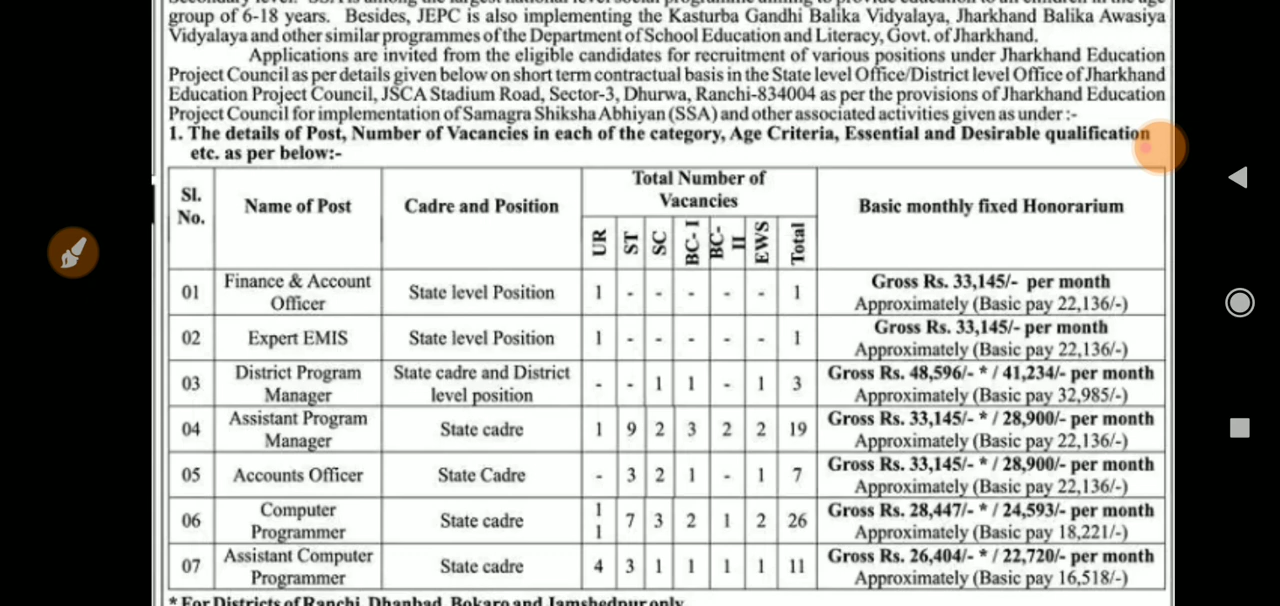 group of 6-18 years. Besides, JEPC is also implementing the Kasturba Gandhi Balika Vidyalaya, Jharkhand Balika Awasiya
Vidyalaya and other similar programmes of the Department of School Education and Literacy, Govt. of Jharkhand.
Applications are invited from the eligible candidates for recruitment of various positions under Jharkhand Education
Project Council as per details given below on short term contractual basis in the State level Office/District level Office of Jharkhand
Education Project Council, JSCA Stadium Road, Sector-3, Dhurwa, Ranchi-834004 as per the provisions of Jharkhand Education
Project Council for implementation of Samagra Shiksha Abhiyan (SSA) and other associated activities given as under :-
1. The details of Post, Number of Vacancies in each of the category, Age Criteria, Essential and Desirable qualification
etc. as per below:-
Sl. No. Name of Post Cadre and Position Total Number of Vacancies Basic monthly fixed Honorarium
UR ST SC BC- I BC- II EWS Total
01 Finance & Account Officer State level Position 1 - - - - - 1 Gross Rs. 33,145/- per month
Approximately (Basic pay 22,136/-)
02 Expert EMIS State level Position 1 - - - - - 1 Gross Rs. 33,145/- per month
Approximately (Basic pay 22,136/-)
03 District Program Manager State cadre and District level position - - 1 1 - 1 3 Gross Rs. 48,596/- * / 41,234/- per month
Approximately (Basic pay 32,985/-)
04 Assistant Program Manager State cadre 1 9 2 3 2 2 19 Gross Rs. 33,145/- * / 28,900/- per month
Approximately (Basic pay 22,136/-)
05 Accounts Officer State Cadre - 3 2 1 - 1 7 Gross Rs. 33,145/- * / 28,900/- per month
Approximately (Basic pay 22,136/-)
06 Computer Programmer State cadre 1 1 7 3 2 1 2 26 Gross Rs. 28,447/- * / 24,593/- per month
Approximately (Basic pay 18,221/-)
07 Assistant Computer Programmer State cadre 4 3 1 1 1 1 11 Gross Rs. 26,404/- * / 22,720/- per month
Approximately (Basic pay 16,518/-)
* For Districts of Ranchi, Dhanbad, Bokaro and Jamshedpur only.